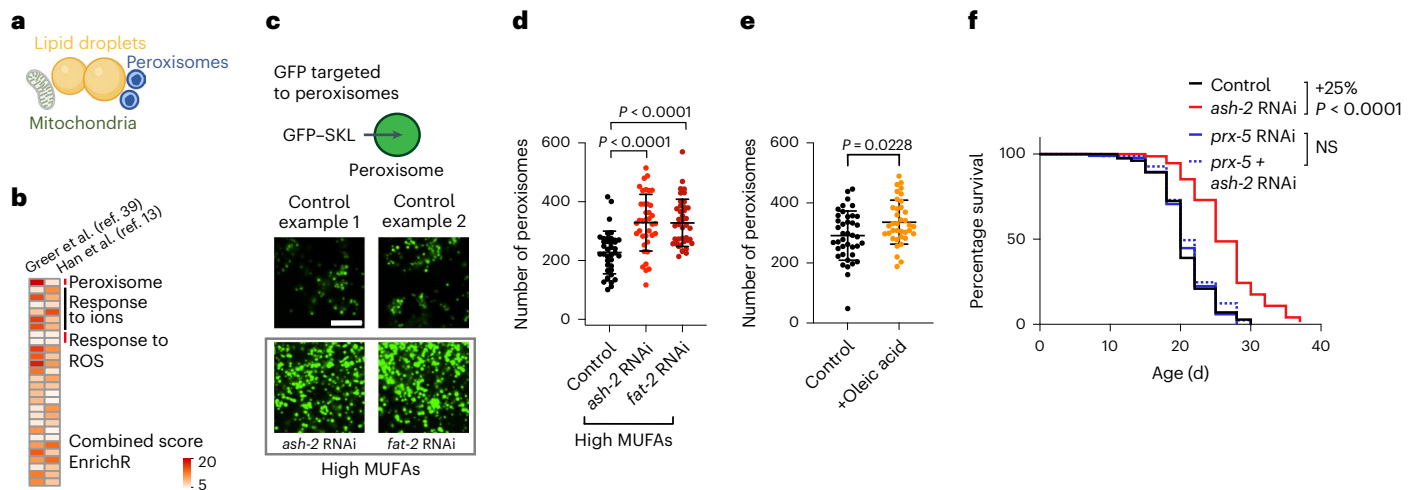 a
Lipid droplets
Peroxisomes
Mitochondria
b
Greer et al. (ref. 39)
Han et al. (ref. 13)
Peroxisome
Response
to ions
Response to
ROS
Combined score
EnrichR
20
5
c
GFP targeted
to peroxisomes
GFP–SKL
Peroxisome
Control
example 1
Control
example 2
ash-2 RNAi
fat-2 RNAi
High MUFAs
d
P < 0.0001
P < 0.0001
Number of peroxisomes
600
400
200
0
Control
ash-2 RNAi
fat-2 RNAi
High MUFAs
e
P = 0.0228
Number of peroxisomes
600
400
200
0
Control
+Oleic acid
f
Control
ash-2 RNAi
+25%
P < 0.0001
prx-5 RNAi
prx-5 +
ash-2 RNAi
NS
Percentage survival
100
50
0
0
10
20
30
40
Age (d)